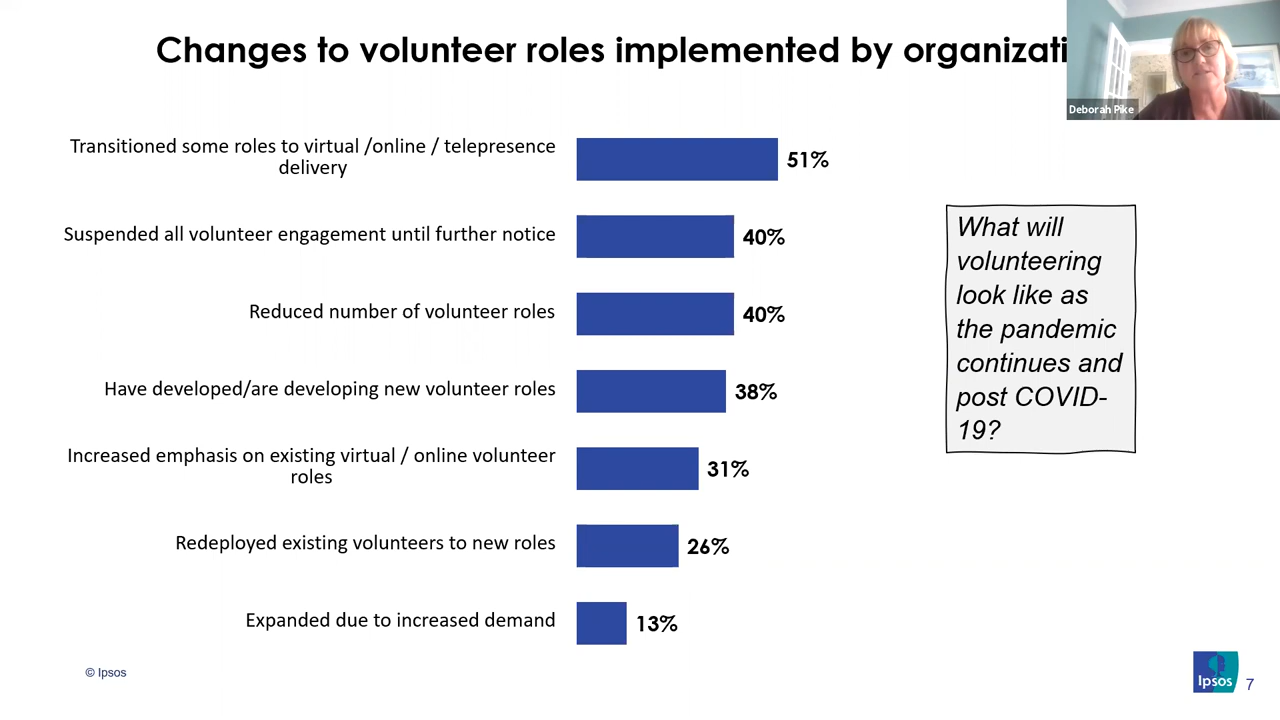 Changes to volunteer roles implemented by
Deborah Pike
Transitioned some roles to virtual /online / telepresence
delivery
51%
Suspended all volunteer engagement until further notice
40%
Reduced number of volunteer roles
40%
Have developed/are developing new volunteer roles
38%
Increased emphasis on existing virtual / online volunteer
roles
31%
Redeployed existing volunteers to new roles
26%
Expanded due to increased demand
13%
What will
volunteering
look like as
the pandemic
continues and
post COVID-
19?
© Ipsos
Ipsos
7